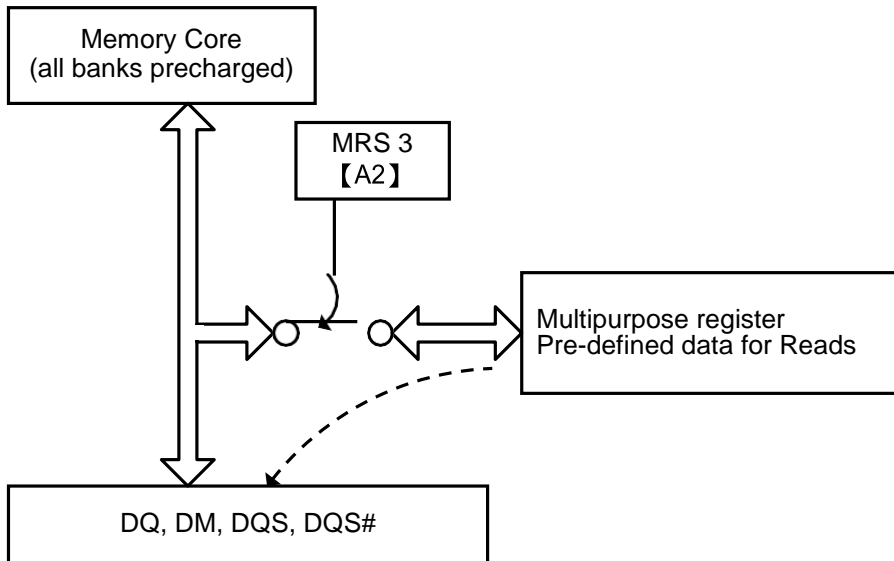 Memory Core
(all banks precharged)
MRS 3
【A2】
Multipurpose register
Pre-defined data for Reads
DQ, DM, DQS, DQS#